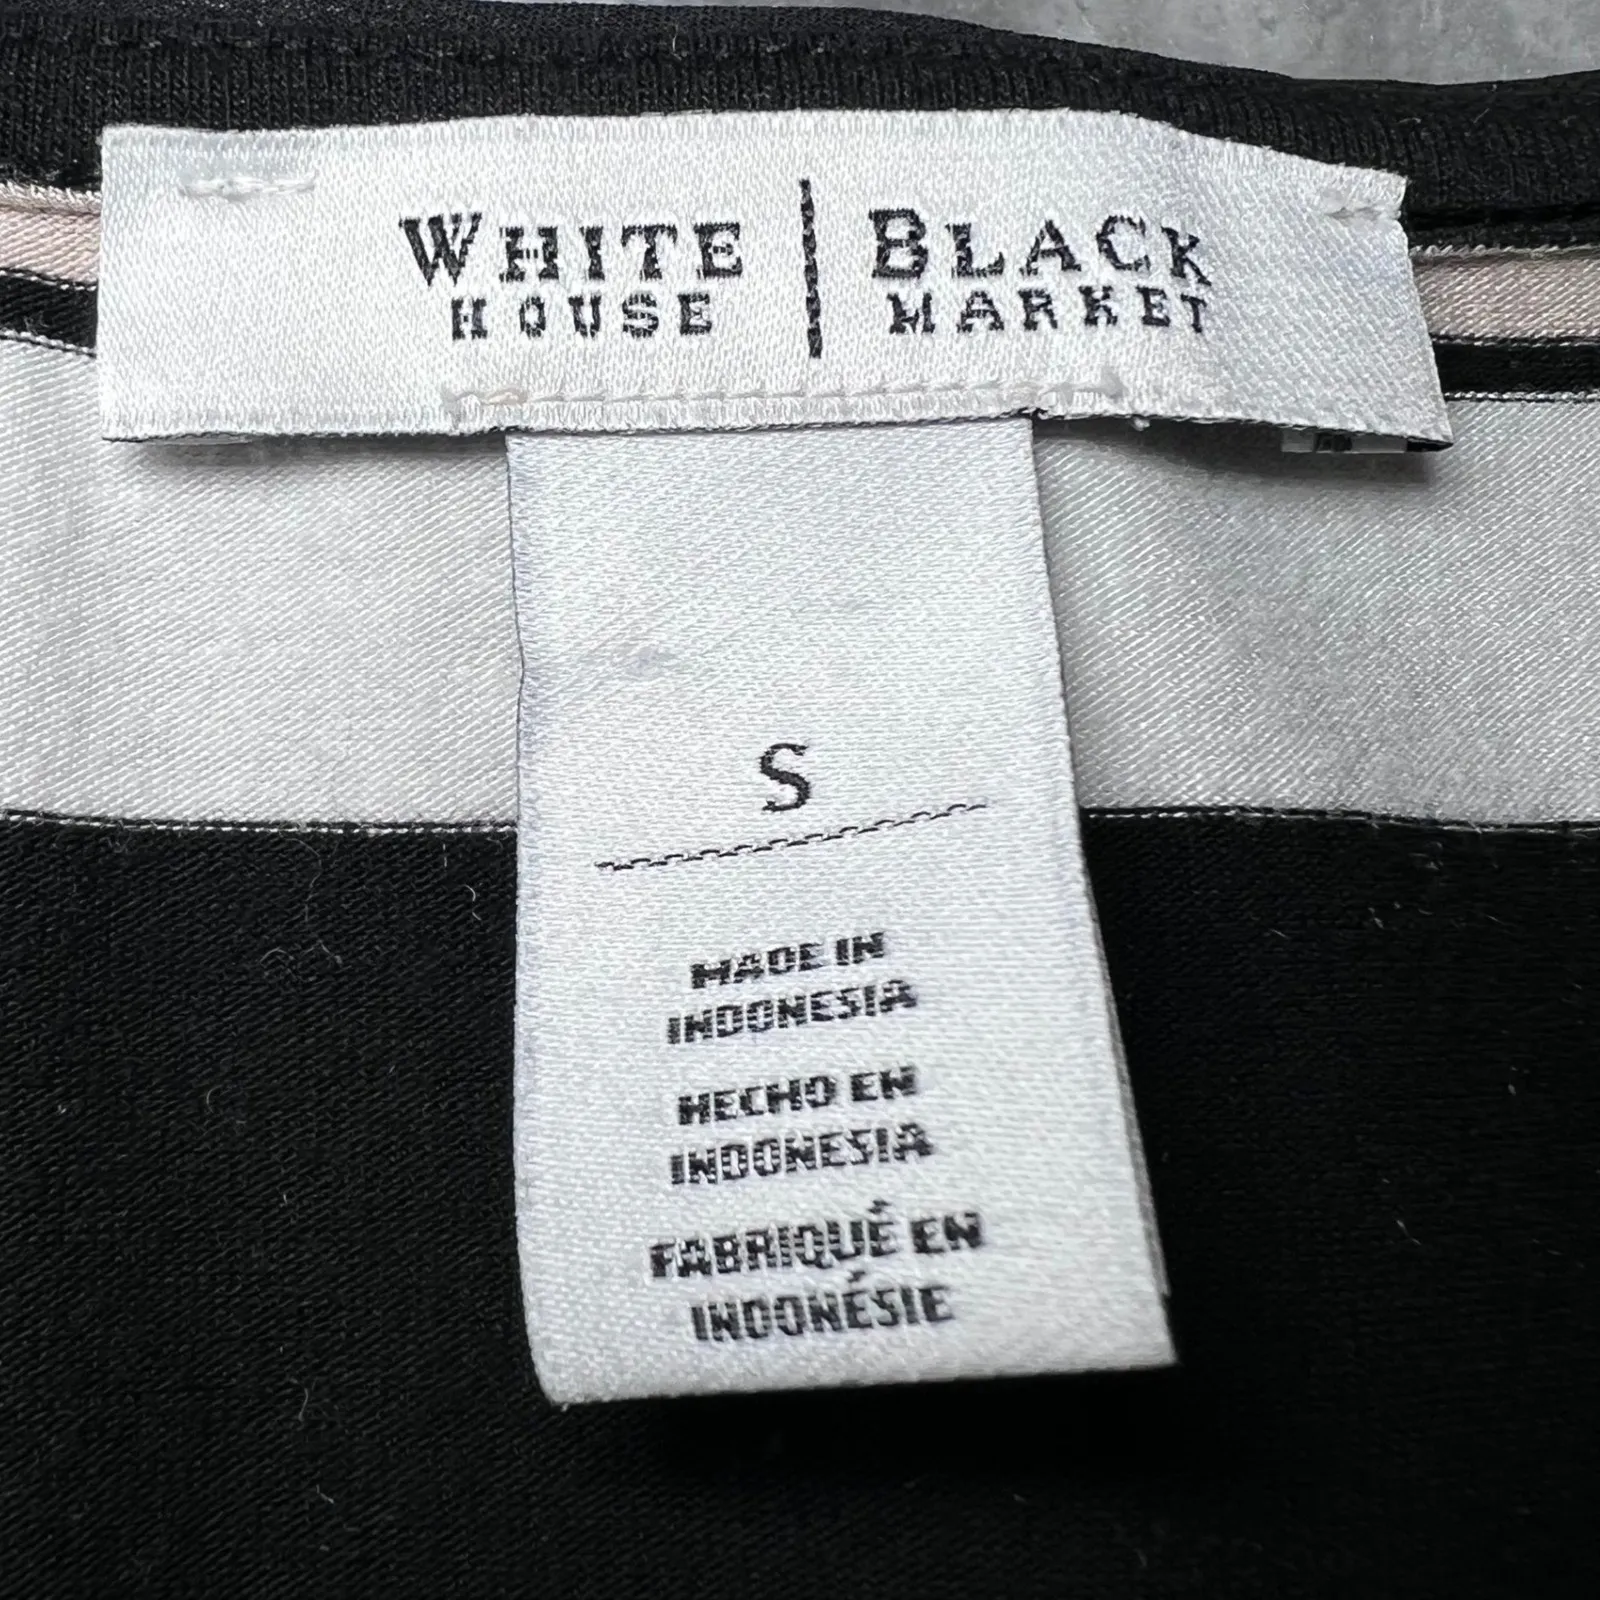 WHITE | BLACK
HOUSE | MARKET
S
MADE IN
INDONESIA
HECHO EN
INDONESIA
FABRIQUÉ EN
INDONÉSIE